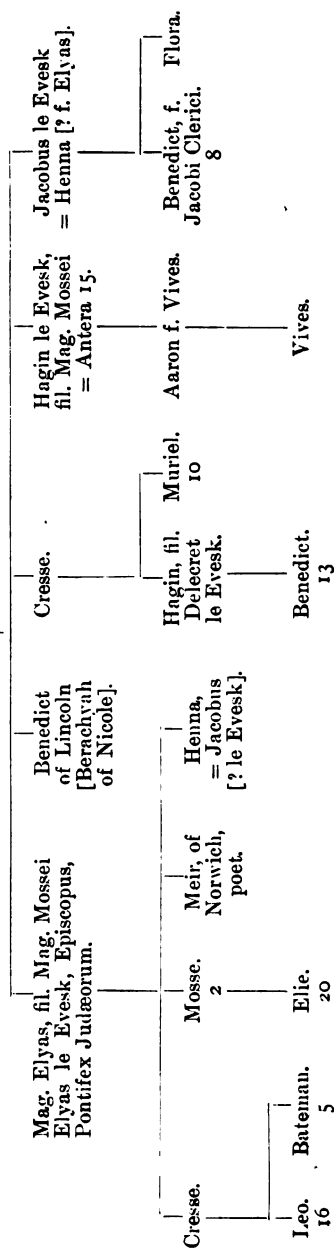 Mag. Elyas, fil. Mag. Mossei
Elyas le Evesk, Episcopus,
Pontifex Judæorum.
Benedict
of Lincoln
[Berachyah
of Nicole].
Cresse.
Hagin le Evesk,
fil. Mag. Mossei
= Antera 15.
Jacobus le Evesk
= Henna [? f. Elyas].
Cresse.
Mosse.
2
Meir, of
Norwich,
poet.
Henna,
= Jacobus
[? le Evesk].
Hagin, fil.
Delecret
le Evesk.
Muriel.
10
Aaron f. Vives.
Benedict, f.
Jacobi Clerici.
8
Flora.
Leo.
16
Bateman.
5
Elie.
20
Benedict.
13
Vives.